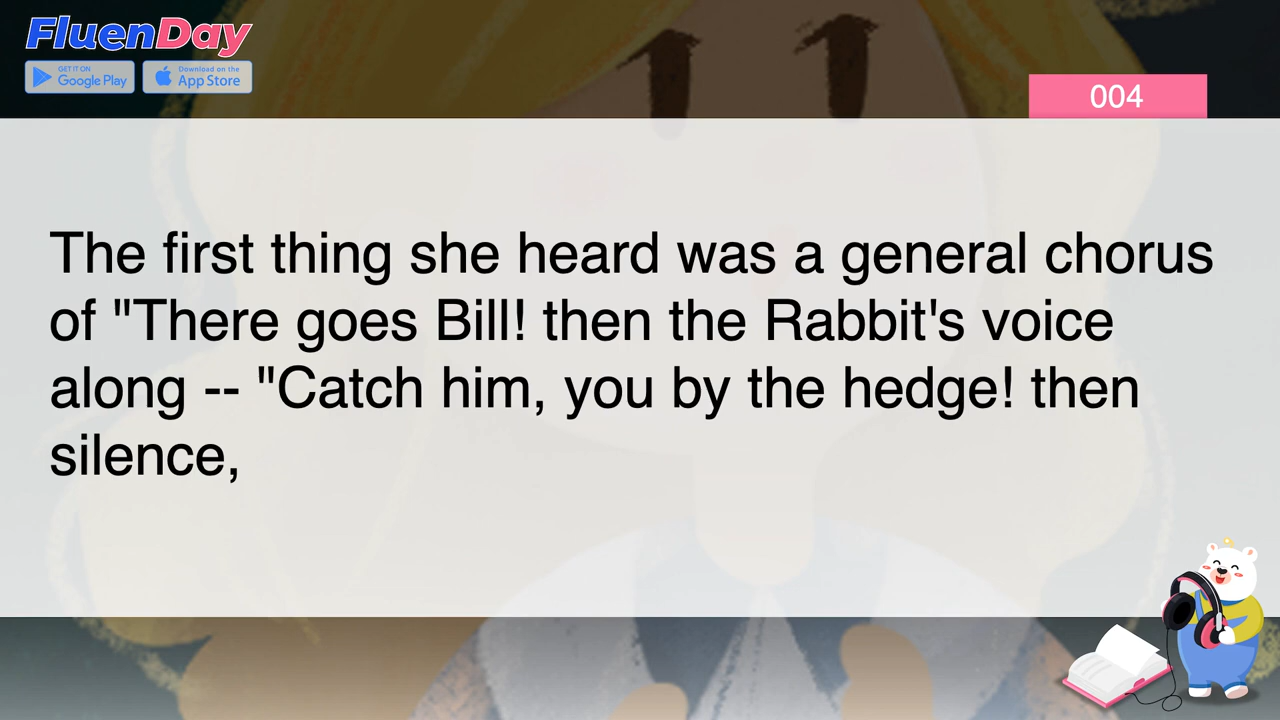 FluenDay
GET IT ON
Google Play
Download on the
App Store
004
The first thing she heard was a general chorus
of "There goes Bill! then the Rabbit's voice
along -- "Catch him, you by the hedge! then
silence,